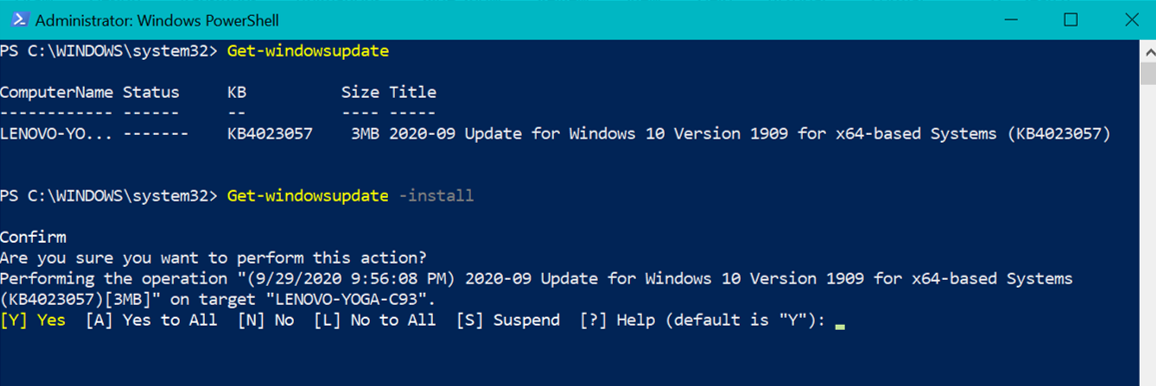 Administrator: Windows PowerShell
PS C:\WINDOWS\system32> Get-windowsupdate
ComputerName Status     KB          Size Title
------------ ------     --          ---- -----
LENOVO-YO... -------    KB4023057    3MB 2020-09 Update for Windows 10 Version 1909 for x64-based Systems (KB4023057)
PS C:\WINDOWS\system32> Get-windowsupdate -install
Confirm
Are you sure you want to perform this action?
Performing the operation "(9/29/2020 9:56:08 PM) 2020-09 Update for Windows 10 Version 1909 for x64-based Systems
(KB4023057)[3MB]" on target "LENOVO-YOGA-C93".
[Y] Yes  [A] Yes to All  [N] No  [L] No to All  [S] Suspend  [?] Help (default is "Y"):